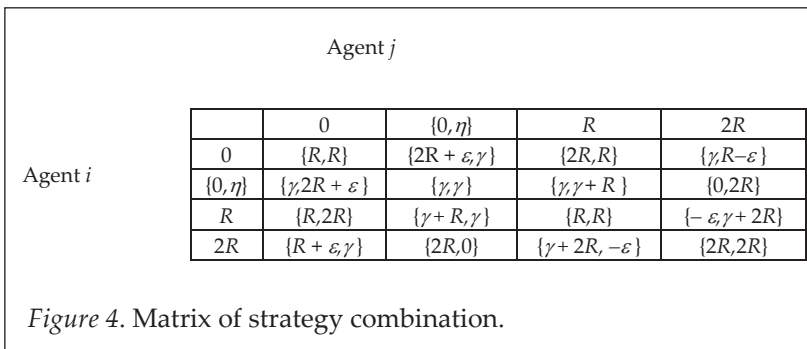 Agent j
Agent i
0 {0, η} R 2R
0 {R,R} {2R + ε,γ} {2R,R} {γ,R−ε}
{0, η} {γ,2R + ε} {γ,γ} {γ,γ + R } {0,2R}
R {R,2R} {γ + R,γ} {R,R} {− ε,γ + 2R}
2R {R + ε,γ} {2R,0} {γ + 2R, −ε} {2R,2R}
Figure 4. Matrix of strategy combination.